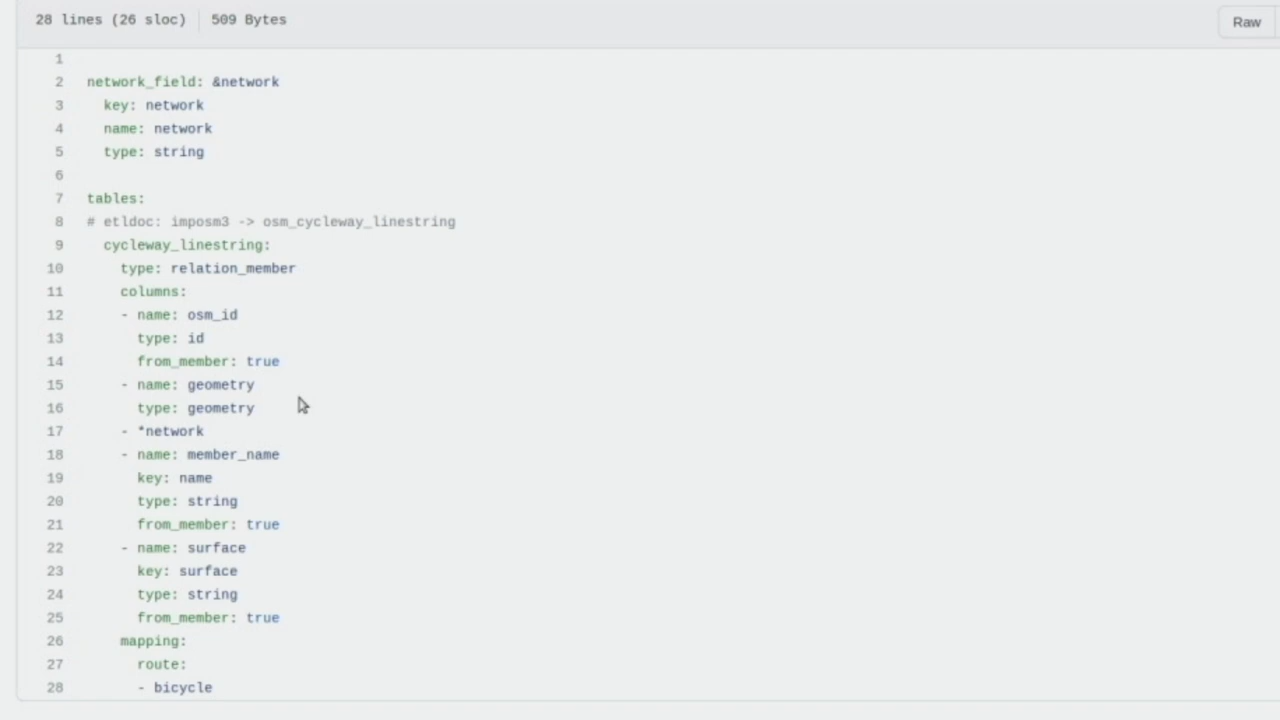 28 lines (26 sloc) 509 Bytes Raw
1
2 network_field: &network
3 key: network
4 name: network
5 type: string
6
7 tables:
8 # etldoc: imposm3 -> osm_cycleway_linestring
9 cycleway_linestring:
10 type: relation_member
11 columns:
12 - name: osm_id
13 type: id
14 from_member: true
15 - name: geometry
16 type: geometry
17 - *network
18 - name: member_name
19 key: name
20 type: string
21 from_member: true
22 - name: surface
23 key: surface
24 type: string
25 from_member: true
26 mapping:
27 route:
28 - bicycle